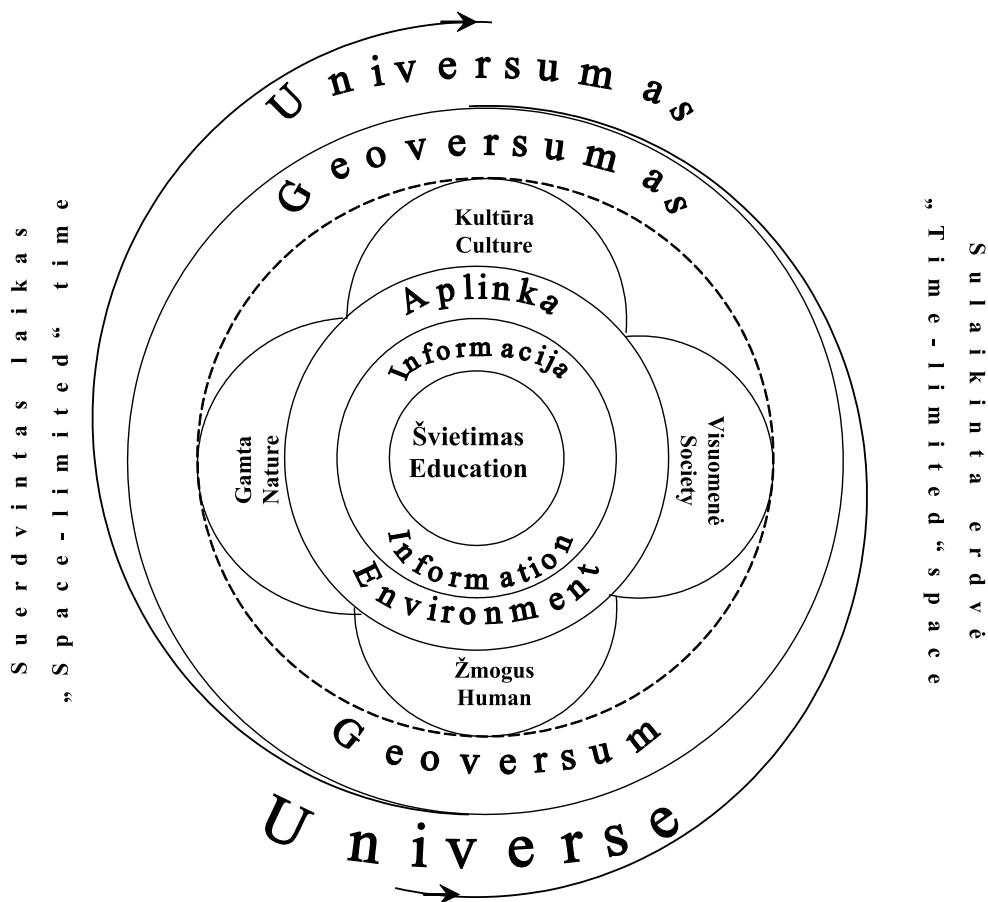 Universumas
Geoversumas
Kultūra
Culture
Aplinka
Informacija
Švietimas
Education
Gamta
Nature
Visuomenė
Society
Information
Environment
Žmogus
Human
Geoversum
Universe
Suerdvintas laikas
„Space-limited“ time
Sulaikinta erdvė
„Time-limited“ space